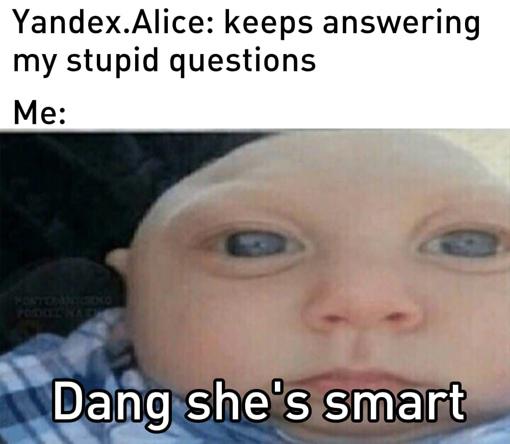 Yandex.Alice: keeps answering
my stupid questions
Me:
Dang she's smart